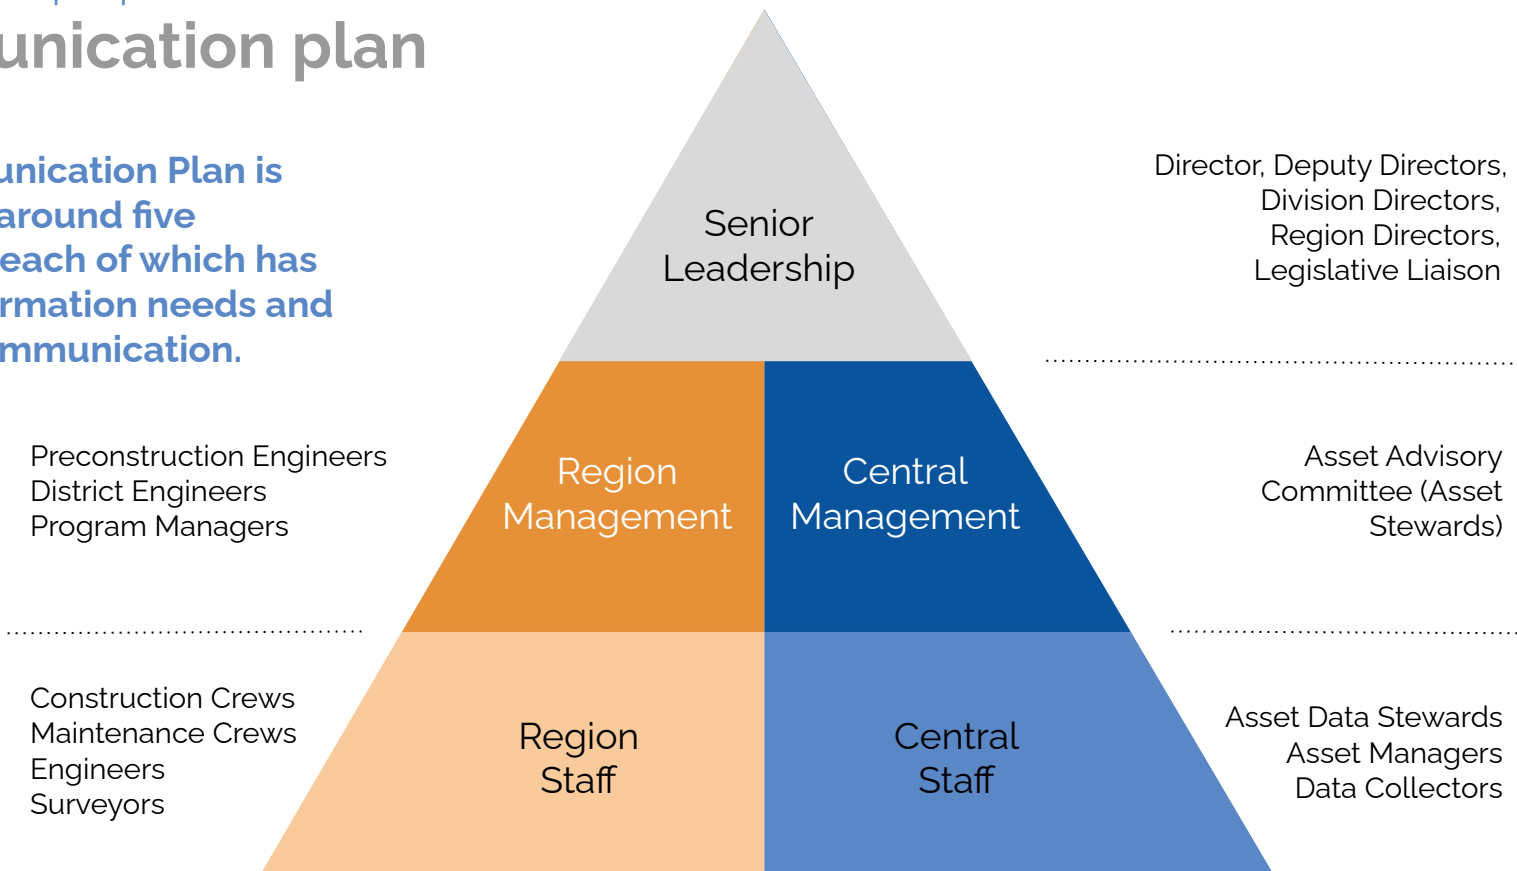 unication plan
unication Plan is
around five
each of which has
rmation needs and
mmunication.
Senior
Leadership
Director, Deputy Directors,
Division Directors,
Region Directors,
Legislative Liaison
Preconstruction Engineers
District Engineers
Program Managers
Region
Management
Central
Management
Asset Advisory
Committee (Asset
Stewards)
Construction Crews
Maintenance Crews
Engineers
Surveyors
Region
Staff
Central
Staff
Asset Data Stewards
Asset Managers
Data Collectors